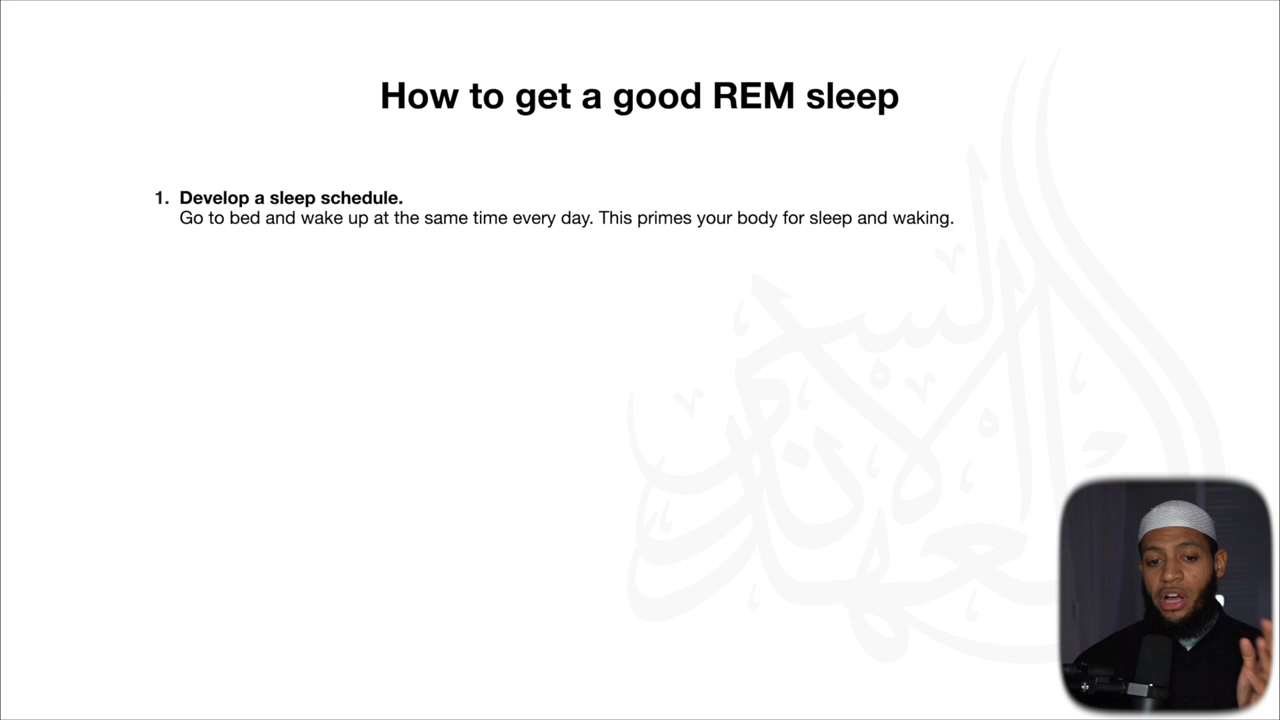 How to get a good REM sleep
1. Develop a sleep schedule.
Go to bed and wake up at the same time every day. This primes your body for sleep and waking.